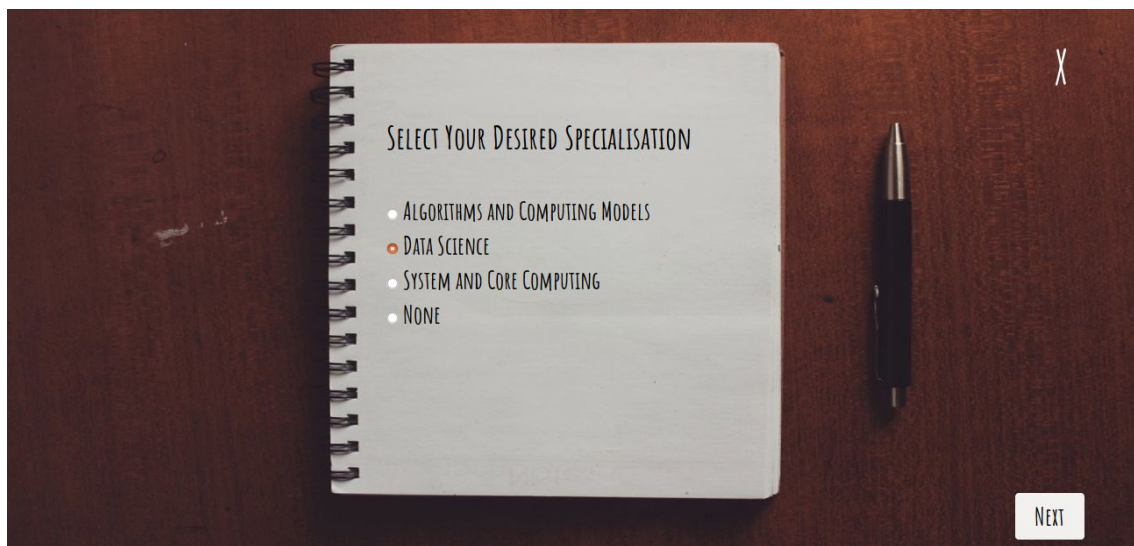 X
Select Your Desired Specialisation
Algorithms and Computing Models
Data Science
System and Core Computing
None
Next